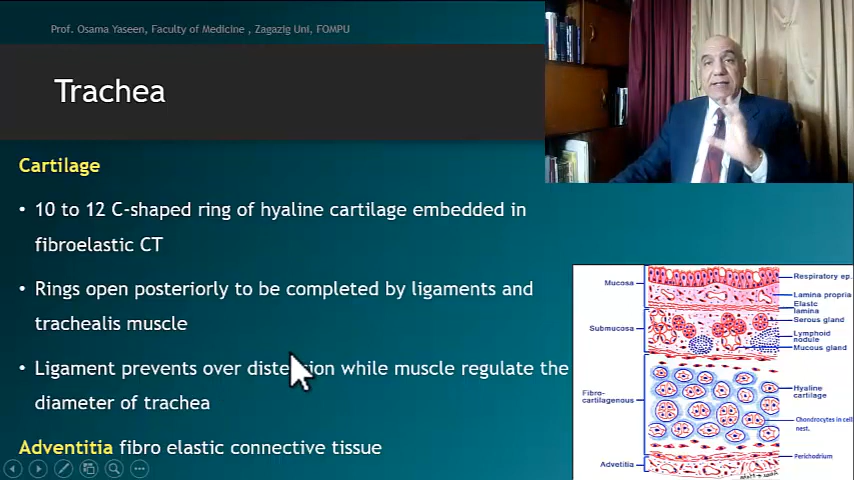 Prof. Osama Yaseen, Faculty of Medicine , Zagazig Uni, FOMPU
Trachea
Cartilage
• 10 to 12 C-shaped ring of hyaline cartilage embedded in
fibroelastic CT
• Rings open posteriorly to be completed by ligaments and
trachealis muscle
• Ligament prevents over distension while muscle regulate the
diameter of trachea
Adventitia fibro elastic connective tissue
Mucosa
Submucosa
Fibro-
cartilagenous
Advetitia
Respiratory ep.
Lamina propria
Elastc
lamina
Serous gland
Lymphoid
nodule
Mucous gland
Hyaline
cartilage
Chondrocytes in cell
nest.
Perichodrium